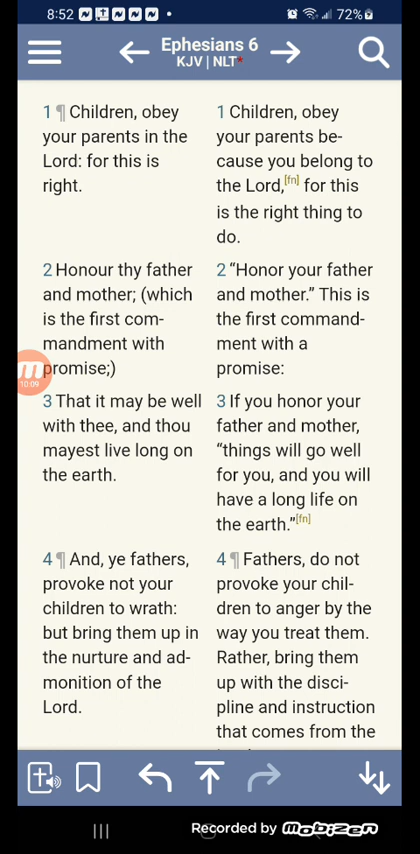 8:52
72%
Ephesians 6
KJV | NLT*
1 ¶ Children, obey
your parents in the
Lord: for this is
right.
1 Children, obey
your parents be-
cause you belong to
the Lord,[fn] for this
is the right thing to
do.
2 Honour thy father
and mother; (which
is the first com-
mandment with
promise;)
2 “Honor your father
and mother.” This is
the first command-
ment with a
promise:
10:09
3 That it may be well
with thee, and thou
mayest live long on
the earth.
3 If you honor your
father and mother,
“things will go well
for you, and you will
have a long life on
the earth.”[fn]
4 ¶ And, ye fathers,
provoke not your
children to wrath:
but bring them up in
the nurture and ad-
monition of the
Lord.
4 ¶ Fathers, do not
provoke your chil-
dren to anger by the
way you treat them.
Rather, bring them
up with the disci-
pline and instruction
that comes from the
Recorded by mobizen